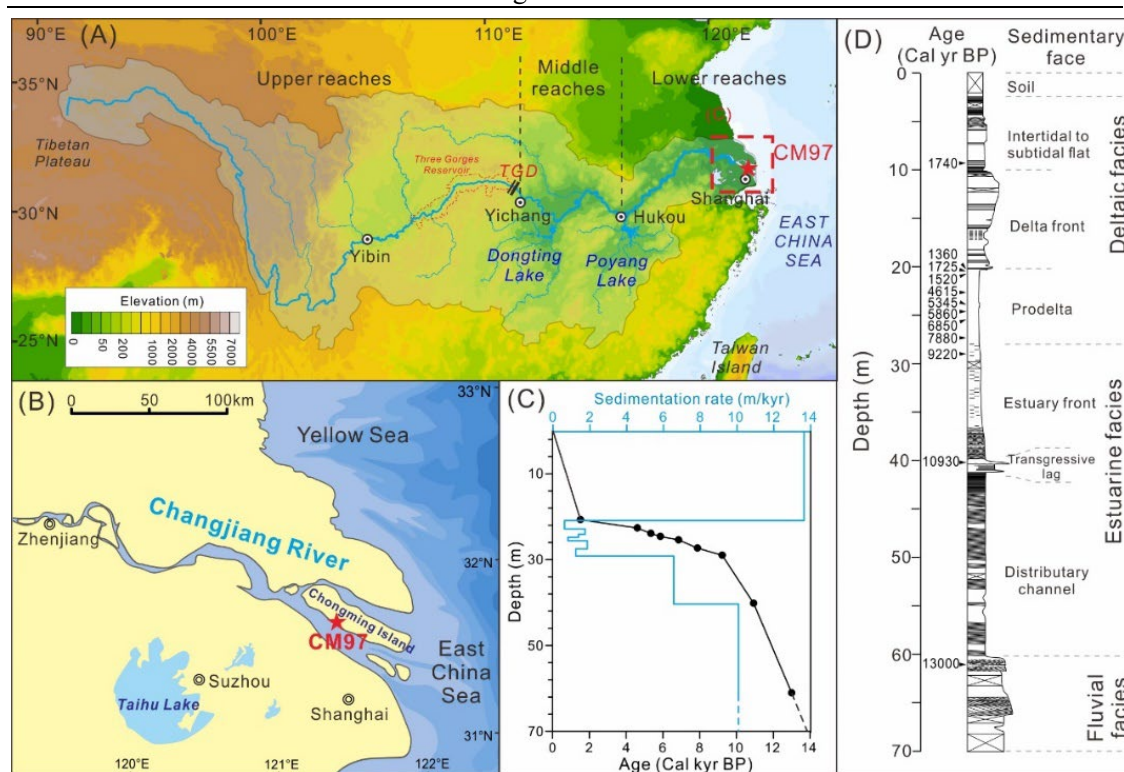 90°E
(A)
100°E
110°E
120°E
35°N
Upper reaches
Middle
reaches
Lower reaches
Tibetan
Plateau
Three Gorges
Reservoir
TGD
CM97
30°N
Yibin
Yichang
Hukou
Shanghai
Dongting
Lake
Poyang
Lake
EAST
CHINA
SEA
Elevation (m)
0
50
200
1000
2000
4000
5500
7000
25°N
Taiwan
Island
(B)
0 50 100km
33°N
Yellow Sea
Changjiang River
Zhenjiang
32°N
Chongming Island
CM97
East
China
Sea
Suzhou
Taihu Lake
Shanghai
31°N
120°E
121°E
122°E
(C)
Sedimentation rate (m/kyr)
0 2 4 6 8 10 12 14
10
30
50
70
Depth (m)
0 2 4 6 8 10 12 14
Age (Cal kyr BP)
(D)
Age
(Cal yr BP)
Sedimentary
face
0
10
20
30
40
50
60
70
Depth (m)
1740
1360
1725
1520
4615
5345
5860
6850
7880
9220
10930
13000
Soil
Intertidal to
subtidal flat
Delta front
Prodelta
Estuary front
Transgressive
lag
Distributary
channel
Deltaic facies
Estuarine facies
Fluvial
facies